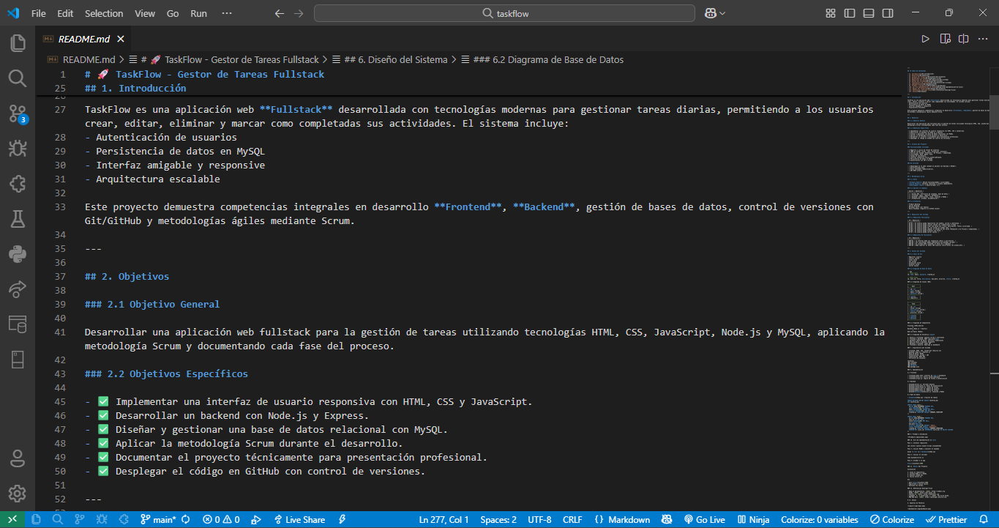 File Edit Selection View Go Run ··· taskflow
README.md
README.md > # 🚀 TaskFlow - Gestor de Tareas Fullstack > ## 6. Diseño del Sistema > ### 6.2 Diagrama de Base de Datos
1 # 🚀 TaskFlow - Gestor de Tareas Fullstack
25 ## 1. Introducción
27 TaskFlow es una aplicación web **Fullstack** desarrollada con tecnologías modernas para gestionar tareas diarias, permitiendo a los usuarios
crear, editar, eliminar y marcar como completadas sus actividades. El sistema incluye:
28 - Autenticación de usuarios
29 - Persistencia de datos en MySQL
30 - Interfaz amigable y responsive
31 - Arquitectura escalable
32
33 Este proyecto demuestra competencias integrales en desarrollo **Frontend**, **Backend**, gestión de bases de datos, control de versiones con
Git/GitHub y metodologías ágiles mediante Scrum.
34
35 ---
36
37 ## 2. Objetivos
38
39 ### 2.1 Objetivo General
40
41 Desarrollar una aplicación web fullstack para la gestión de tareas utilizando tecnologías HTML, CSS, JavaScript, Node.js y MySQL, aplicando la
metodología Scrum y documentando cada fase del proceso.
42
43 ### 2.2 Objetivos Específicos
44
45 - ✅ Implementar una interfaz de usuario responsiva con HTML, CSS y JavaScript.
46 - ✅ Desarrollar un backend con Node.js y Express.
47 - ✅ Diseñar y gestionar una base de datos relacional con MySQL.
48 - ✅ Aplicar la metodología Scrum durante el desarrollo.
49 - ✅ Documentar el proyecto técnicamente para presentación profesional.
50 - ✅ Desplegar el código en GitHub con control de versiones.
51
52 ---
3
main* 0 0 Live Share Ln 277, Col 1 Spaces: 2 UTF-8 CRLF {} Markdown Go Live Ninja Colorize: 0 variables Colorize Prettier